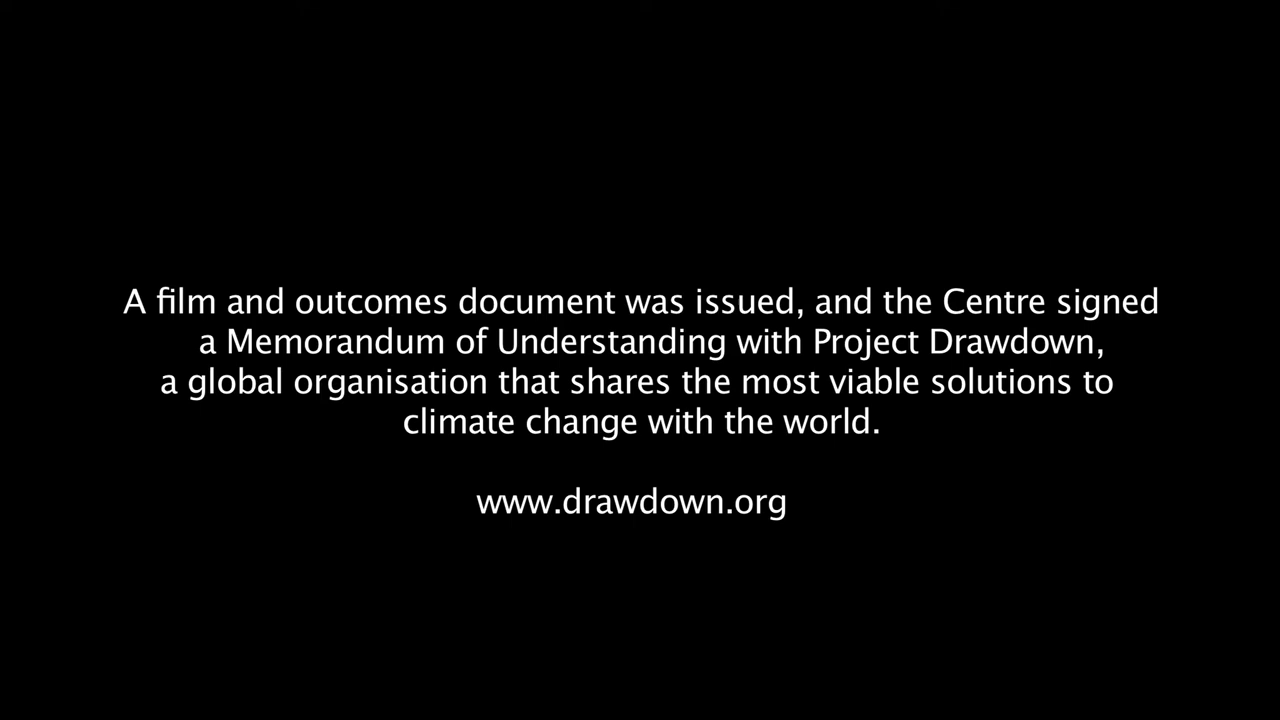 A film and outcomes document was issued, and the Centre signed
a Memorandum of Understanding with Project Drawdown,
a global organisation that shares the most viable solutions to
climate change with the world.
www.drawdown.org